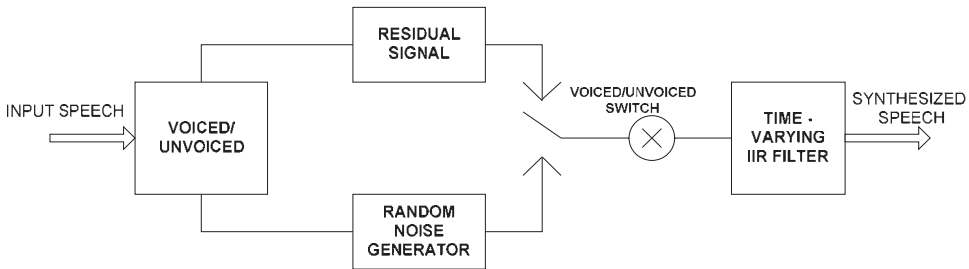 INPUT SPEECH
VOICED/
UNVOICED
RESIDUAL
SIGNAL
RANDOM
NOISE
GENERATOR
VOICED/UNVOICED
SWITCH
TIME -
VARYING
IIR FILTER
SYNTHESIZED
SPEECH